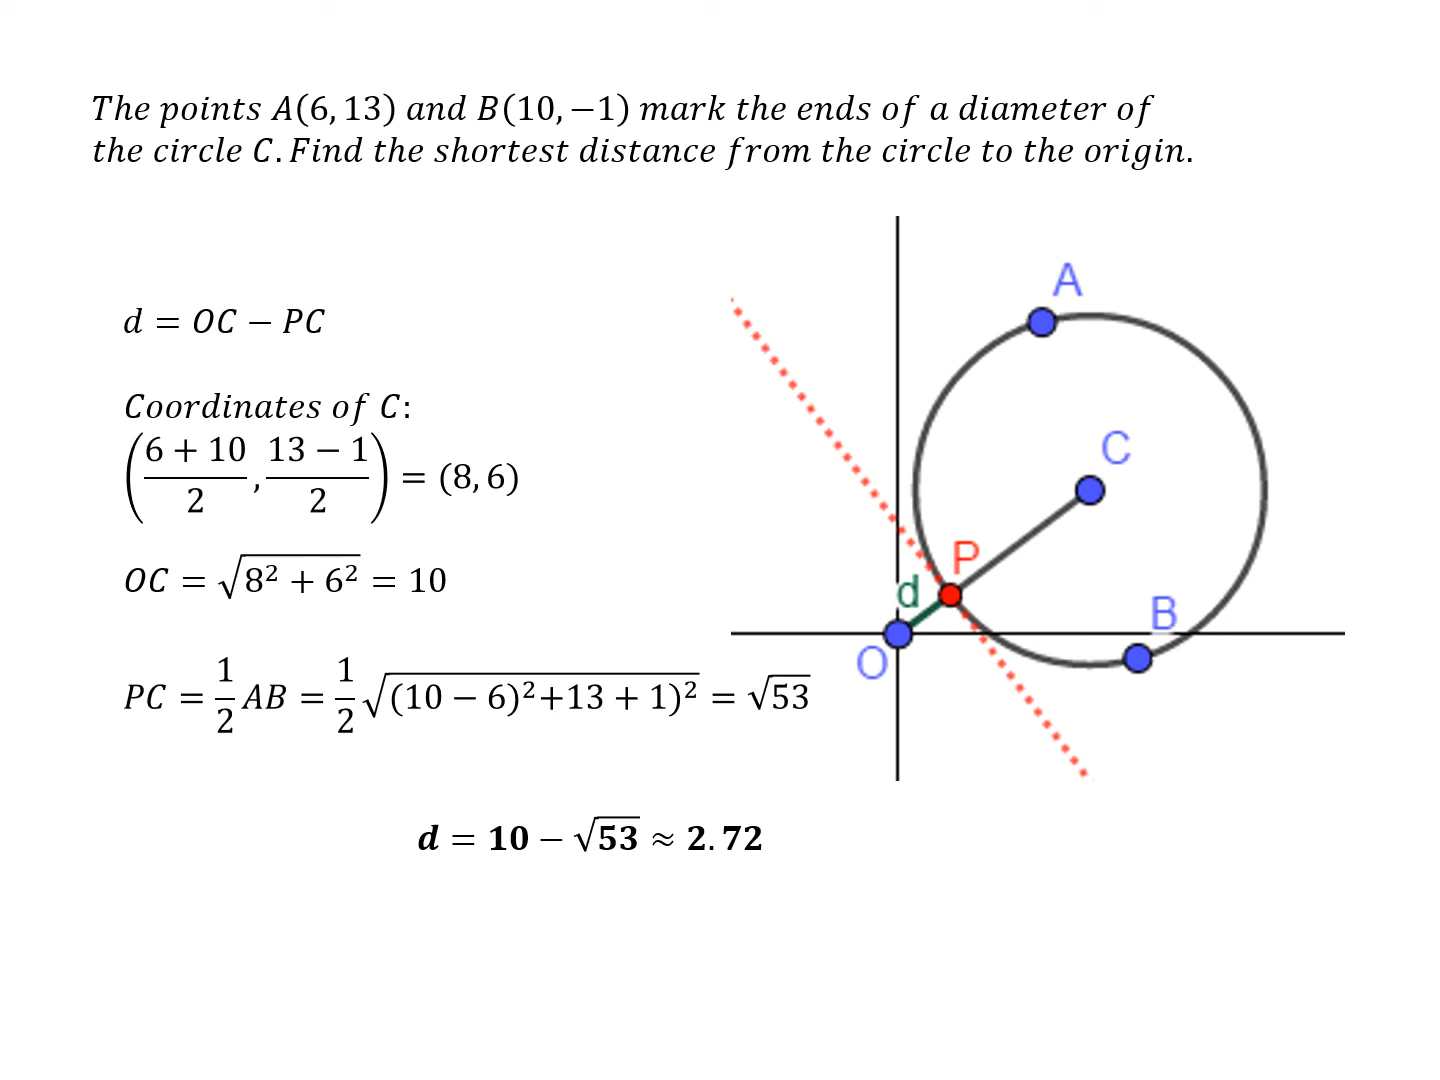 The points A(6, 13) and B(10, −1) mark the ends of a diameter of
the circle C. Find the shortest distance from the circle to the origin.
A
d = OC − PC
Coordinates of C:
(6 + 10 / 2, 13 − 1 / 2) = (8, 6)
C
P
d
OC = √(8² + 6²) = 10
B
O
PC = 1/2 AB = 1/2 √(10 − 6)²+13 + 1)² = √53
d = 10 − √53 ≈ 2.72